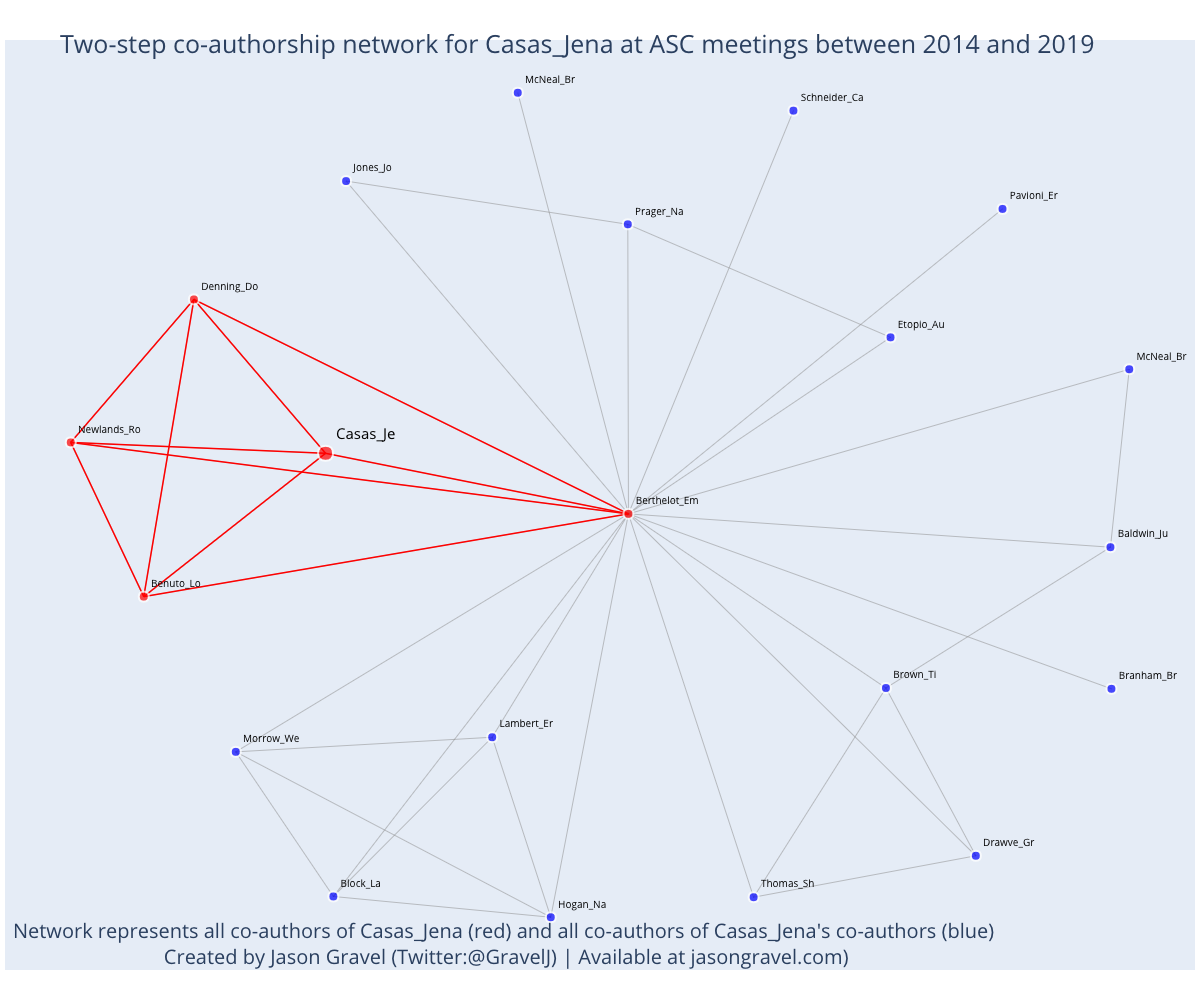 Two-step co-authorship network for Casas_Jena at ASC meetings between 2014 and 2019
McNeal_Br
Schneider_Ca
Jones_Jo
Pavioni_Er
Prager_Na
Denning_Do
Etopio_Au
McNeal_Br
Newlands_Ro
Casas_Je
Berthelot_Em
Baldwin_Ju
Benuto_Lo
Brown_Ti
Branham_Br
Lambert_Er
Morrow_We
Drawve_Gr
Block_La
Thomas_Sh
Hogan_Na
Network represents all co-authors of Casas_Jena (red) and all co-authors of Casas_Jena's co-authors (blue)
Created by Jason Gravel (Twitter:@GravelJ) | Available at jasongravel.com)